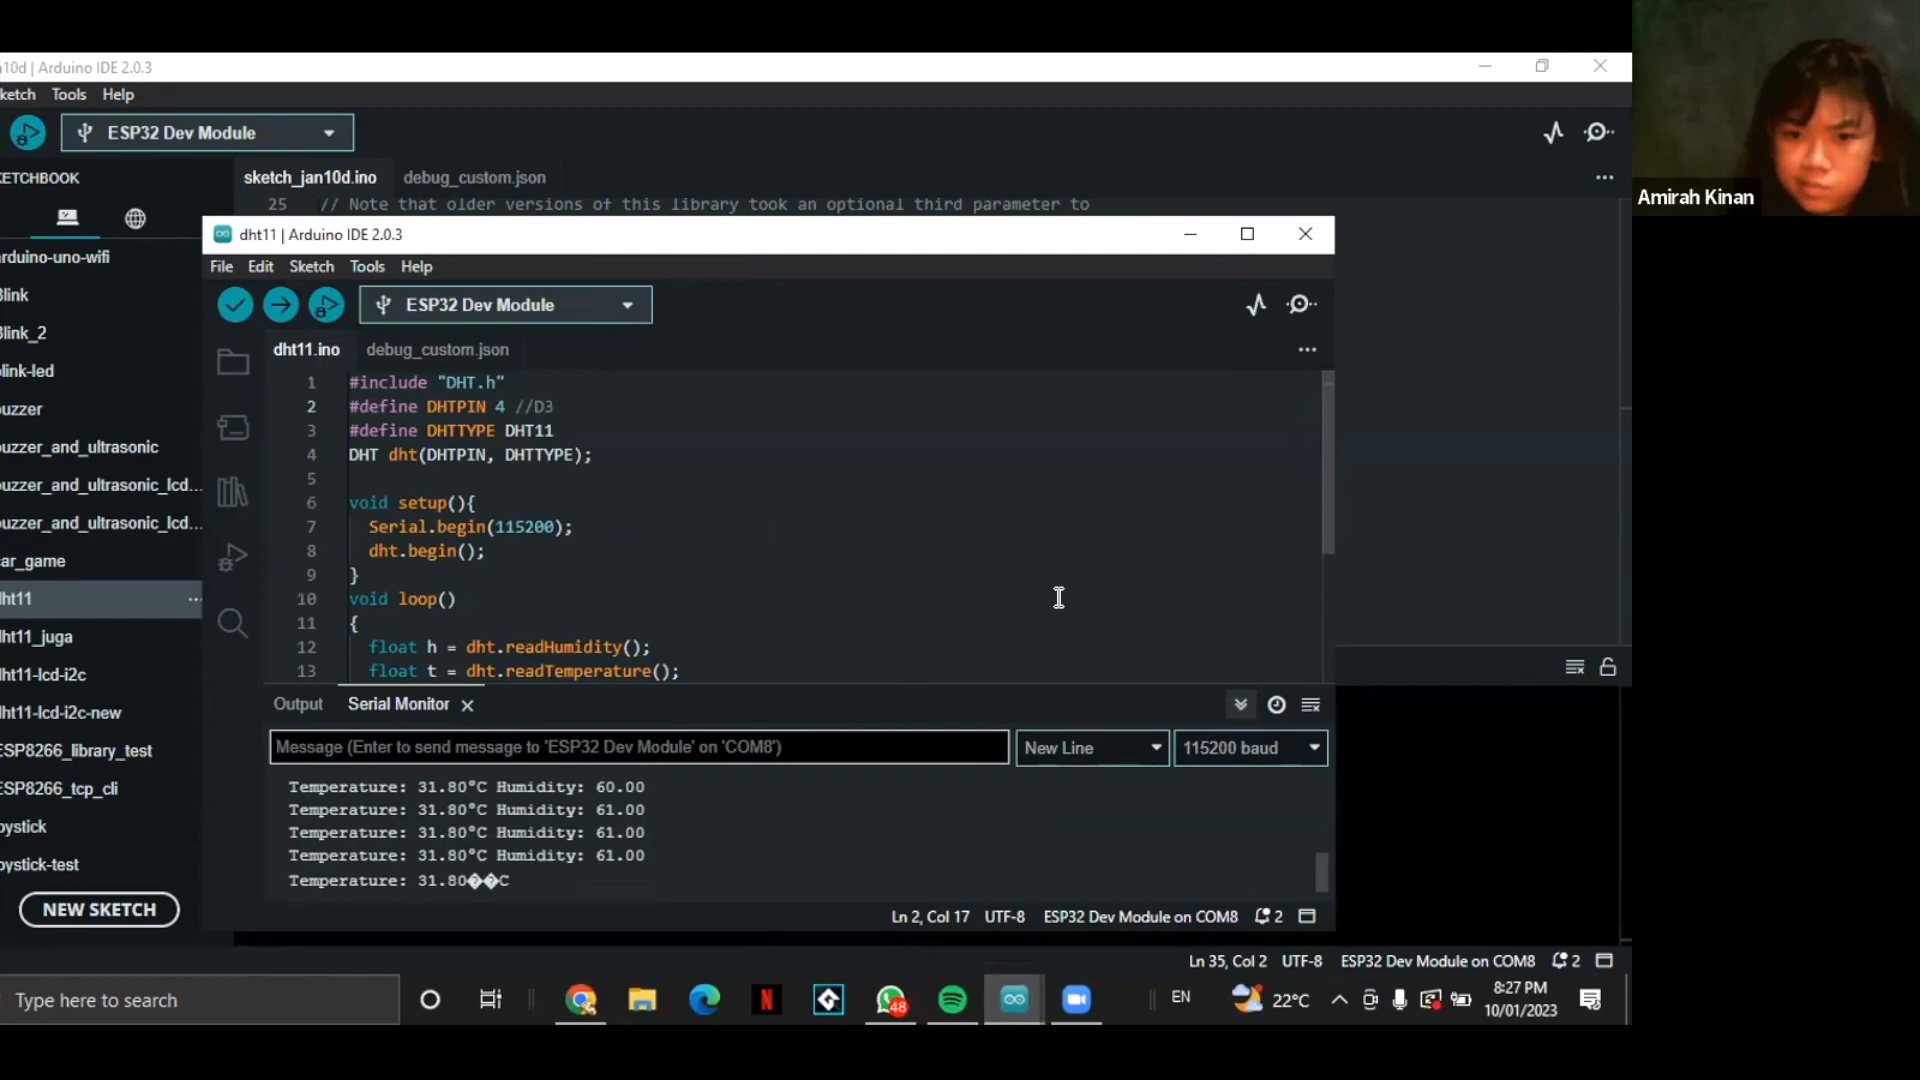 10d | Arduino IDE 2.0.3
ketch Tools Help
ESP32 Dev Module
ETCHBOOK
sketch_jan10d.ino debug_custom.json
25 // Note that older versions of this library took an optional third parameter to
rduino-uno-wifi
Blink
Blink_2
link-led
uzzer
uzzer_and_ultrasonic
uzzer_and_ultrasonic_lcd...
uzzer_and_ultrasonic_lcd...
ar_game
ht11 ...
ht11_juga
ht11-lcd-i2c
ht11-lcd-i2c-new
ESP8266_library_test
ESP8266_tcp_cli
oystick
oystick-test
NEW SKETCH
dht11 | Arduino IDE 2.0.3
File Edit Sketch Tools Help
ESP32 Dev Module
dht11.ino debug_custom.json
1 #include "DHT.h"
2 #define DHTPIN 4 //D3
3 #define DHTTYPE DHT11
4 DHT dht(DHTPIN, DHTTYPE);
5
6 void setup(){
7 Serial.begin(115200);
8 dht.begin();
9 }
10 void loop()
11 {
12 float h = dht.readHumidity();
13 float t = dht.readTemperature();
Output Serial Monitor
Message (Enter to send message to 'ESP32 Dev Module' on 'COM8')
New Line
115200 baud
Temperature: 31.80°C Humidity: 60.00
Temperature: 31.80°C Humidity: 61.00
Temperature: 31.80°C Humidity: 61.00
Temperature: 31.80°C Humidity: 61.00
Temperature: 31.80��C
Ln 2, Col 17 UTF-8 ESP32 Dev Module on COM8 2
Ln 35, Col 2 UTF-8 ESP32 Dev Module on COM8 2
Type here to search
48
EN
22°C
8:27 PM
10/01/2023
Amirah Kinan